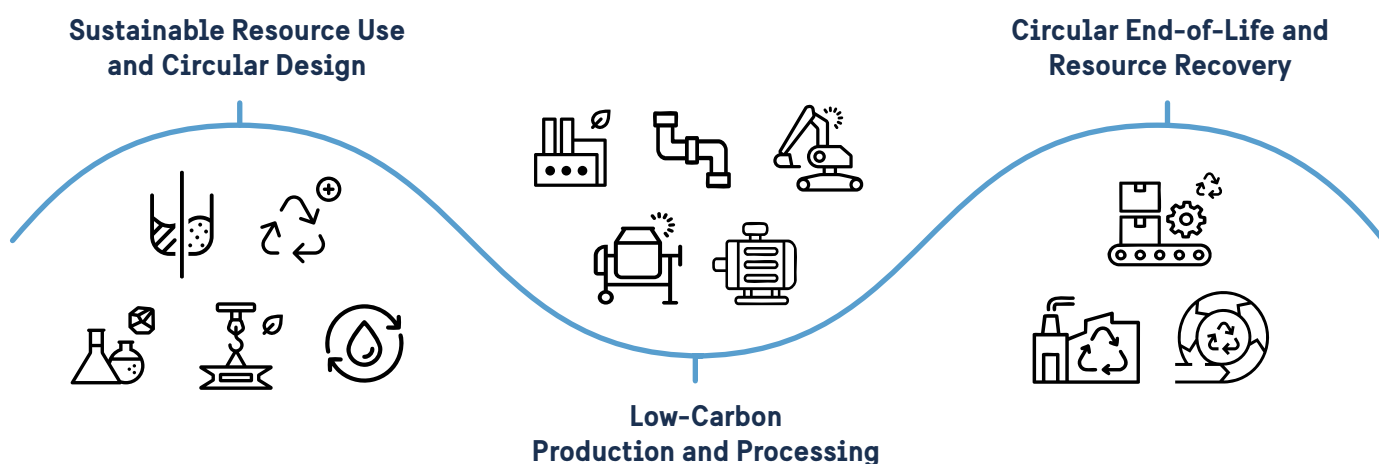 Sustainable Resource Use
and Circular Design
Circular End-of-Life and
Resource Recovery
Low-Carbon
Production and Processing